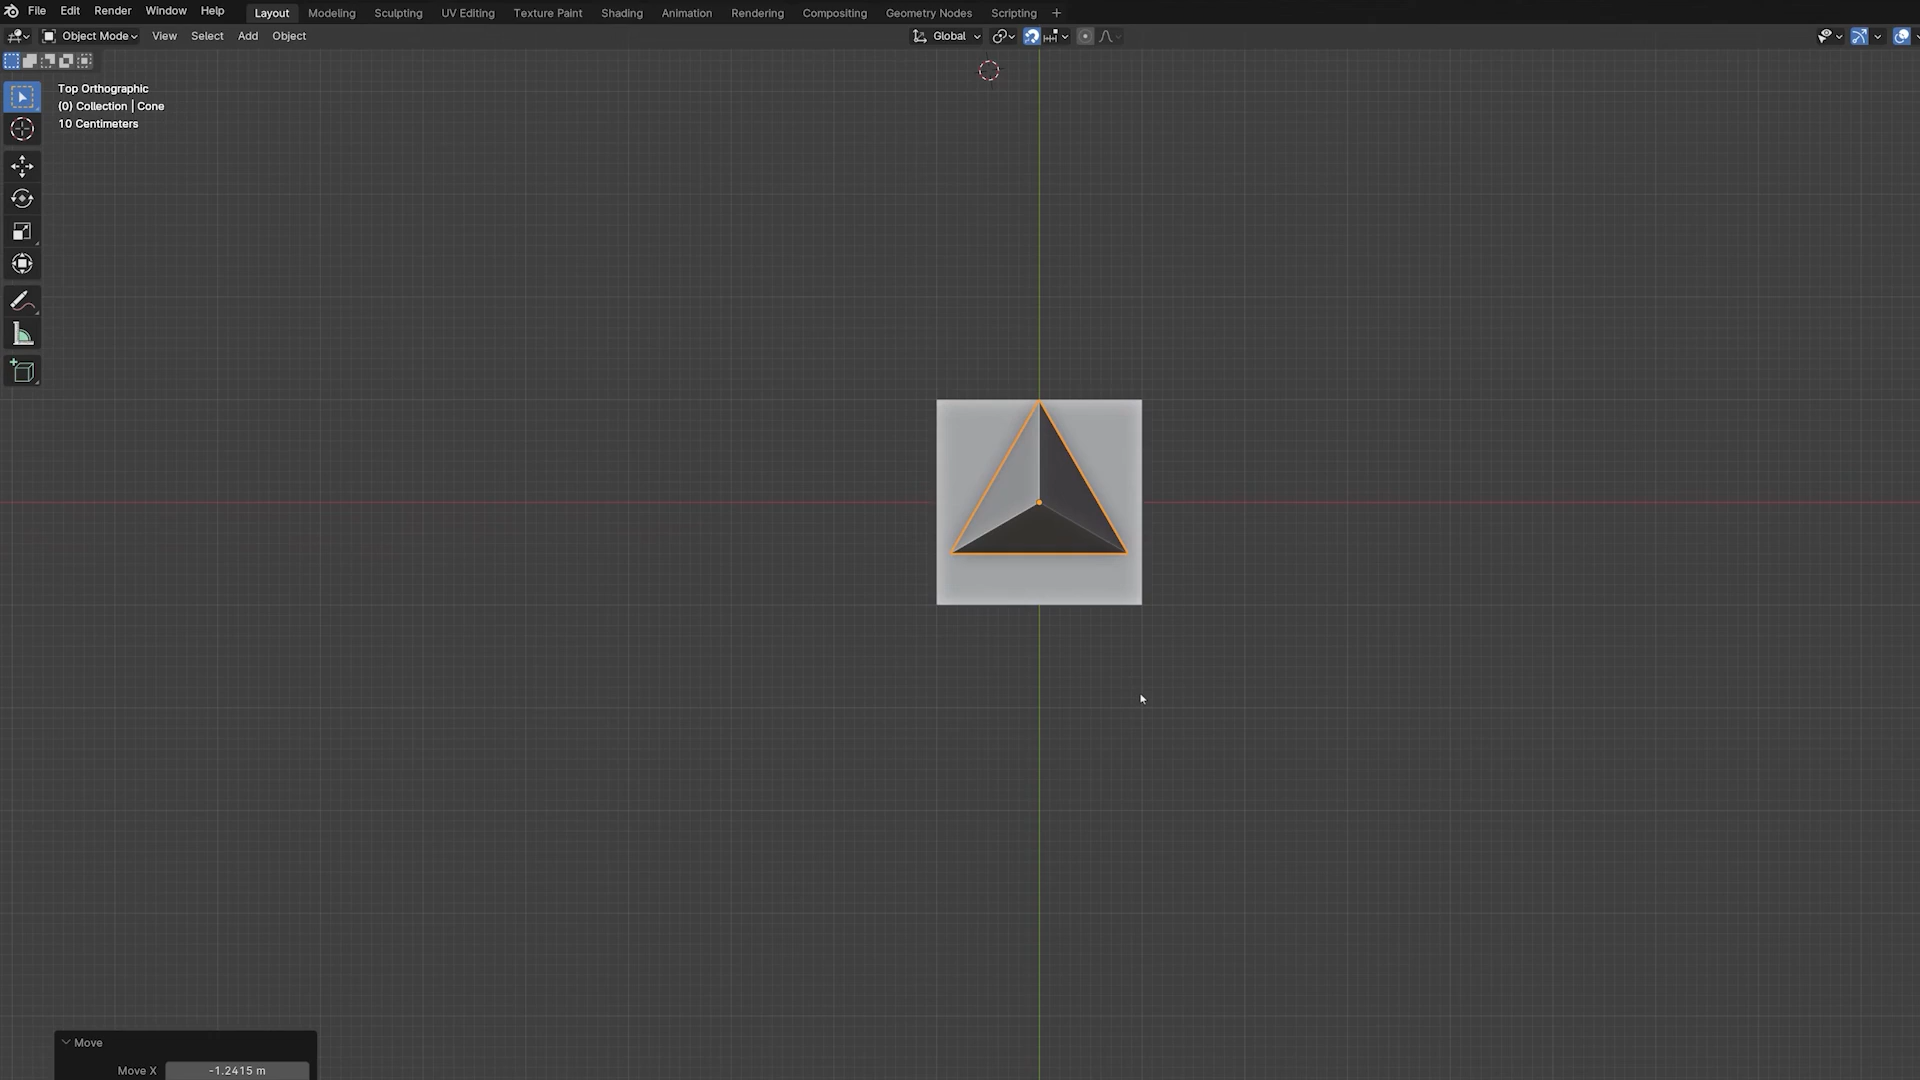 File Edit Render Window Help Layout Modeling Sculpting UV Editing Texture Paint Shading Animation Rendering Compositing Geometry Nodes Scripting +
Object Mode View Select Add Object Global
Top Orthographic
(0) Collection | Cone
10 Centimeters
Move
Move X -1.2415 m